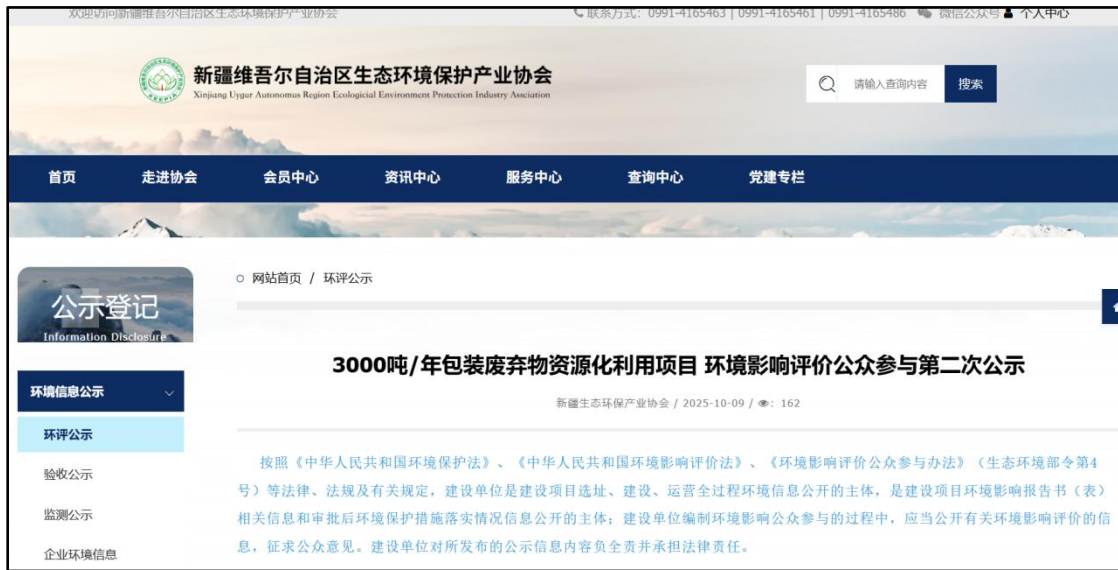 欢迎访问新疆维吾尔自治区生态环境保护产业协会
联系方式：0991-4165463 | 0991-4165461 | 0991-4165486 微信公众号 个人中心
新疆维吾尔自治区生态环境保护产业协会
Xinjiang Uygur Autonomus Region Ecologicial Environment Protection Industry Assciation
XEEPIA
请输入查询内容 搜索
首页 走进协会 会员中心 资讯中心 服务中心 查询中心 党建专栏
公示登记
Information Disclosure
环境信息公示
环评公示
验收公示
监测公示
企业环境信息
网站首页 / 环评公示
3000吨/年包装废弃物资源化利用项目 环境影响评价公众参与第二次公示
新疆生态环保产业协会 / 2025-10-09 / : 162
按照《中华人民共和国环境保护法》、《中华人民共和国环境影响评价法》、《环境影响评价公众参与办法》（生态环境部令第4
号）等法律、法规及有关规定，建设单位是建设项目选址、建设、运营全过程环境信息公开的主体，是建设项目环境影响报告书（表）
相关信息和审批后环境保护措施落实情况信息公开的主体；建设单位编制环境影响公众参与的过程中，应当公开有关环境影响评价的信
息，征求公众意见。建设单位对所发布的公示信息内容负全责并承担法律责任。